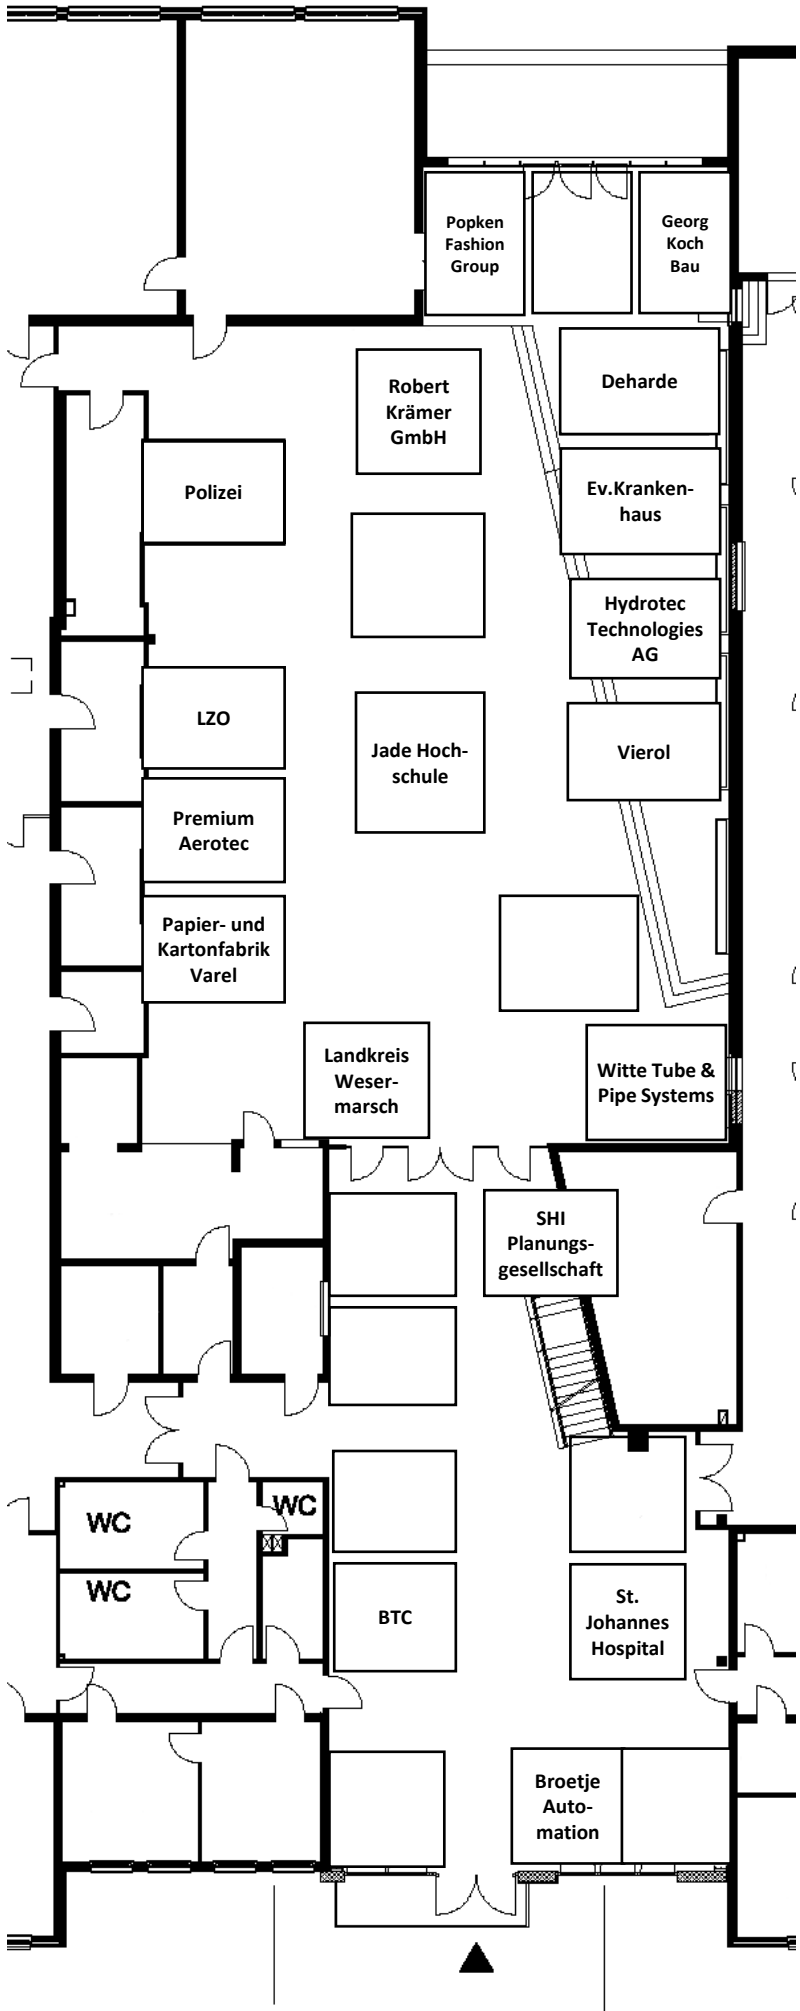 Popken
Fashion
Group
Georg
Koch
Bau
Robert
Krämer
GmbH
Deharde
Polizei
Ev.Kranken-
haus
Hydrotec
Technologies
AG
LZO
Jade Hoch-
schule
Vierol
Premium
Aerotec
Papier- und
Kartonfabrik
Varel
Landkreis
Weser-
marsch
Witte Tube &
Pipe Systems
SHI
Planungs-
gesellschaft
WC
WC
WC
BTC
St.
Johannes
Hospital
Broetje
Auto-
mation